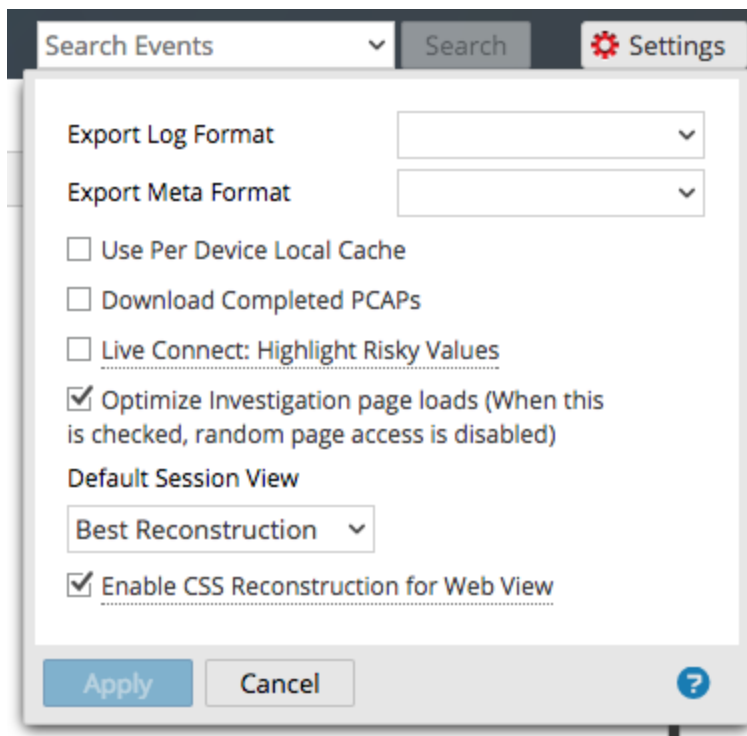 Search Events
Search
Settings
Export Log Format
Export Meta Format
Use Per Device Local Cache
Download Completed PCAPs
Live Connect: Highlight Risky Values
Optimize Investigation page loads (When this
is checked, random page access is disabled)
Default Session View
Best Reconstruction
Enable CSS Reconstruction for Web View
Apply
Cancel
?